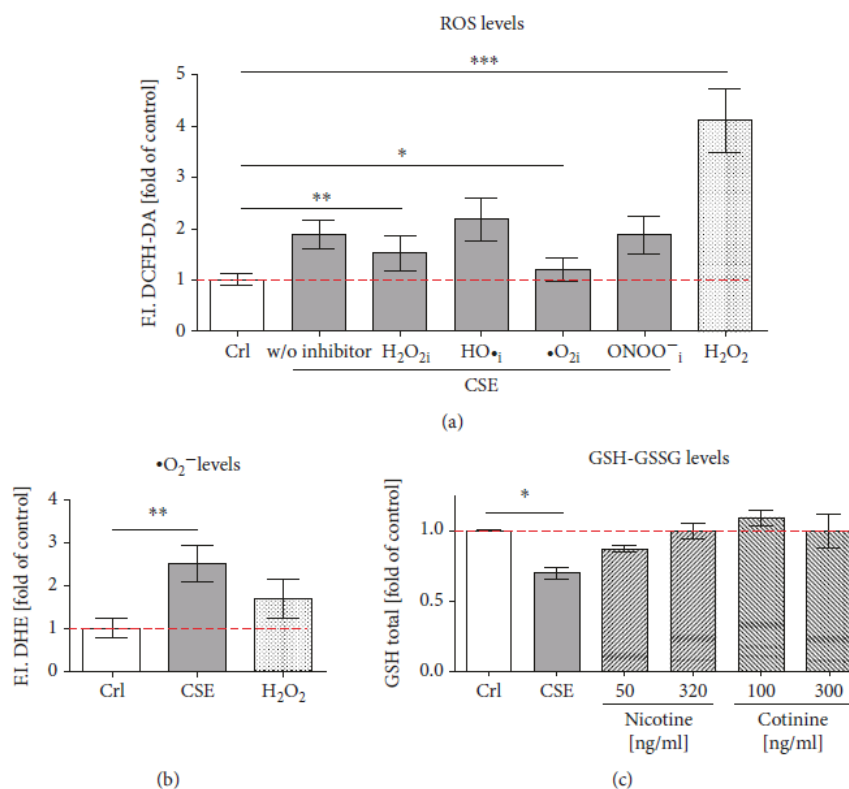 ROS levels
***
*
**
F.I. DCFH-DA [fold of control]
5
4
3
2
1
0
Crl w/o inhibitor H₂O₂ᵢ HO•ᵢ •O₂ᵢ ONOO⁻ᵢ H₂O₂
CSE
(a)
•O₂⁻ levels
**
F.I. DHE [fold of control]
4
3
2
1
0
Crl CSE H₂O₂
(b)
GSH-GSSG levels
*
GSH total [fold of control]
1.0
0.5
0.0
Crl CSE 50 320 100 300
Nicotine Cotinine
[ng/ml] [ng/ml]
(c)